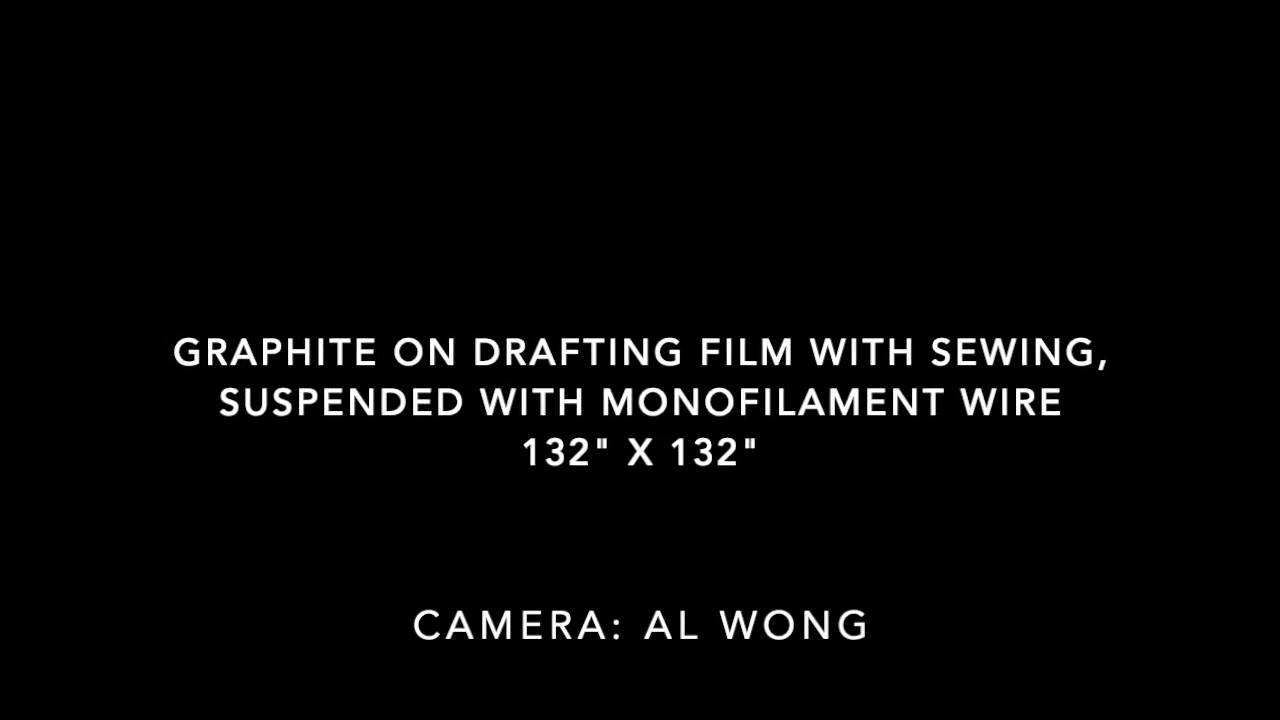 GRAPHITE ON DRAFTING FILM WITH SEWING,
SUSPENDED WITH MONOFILAMENT WIRE
132" X 132"
CAMERA: AL WONG